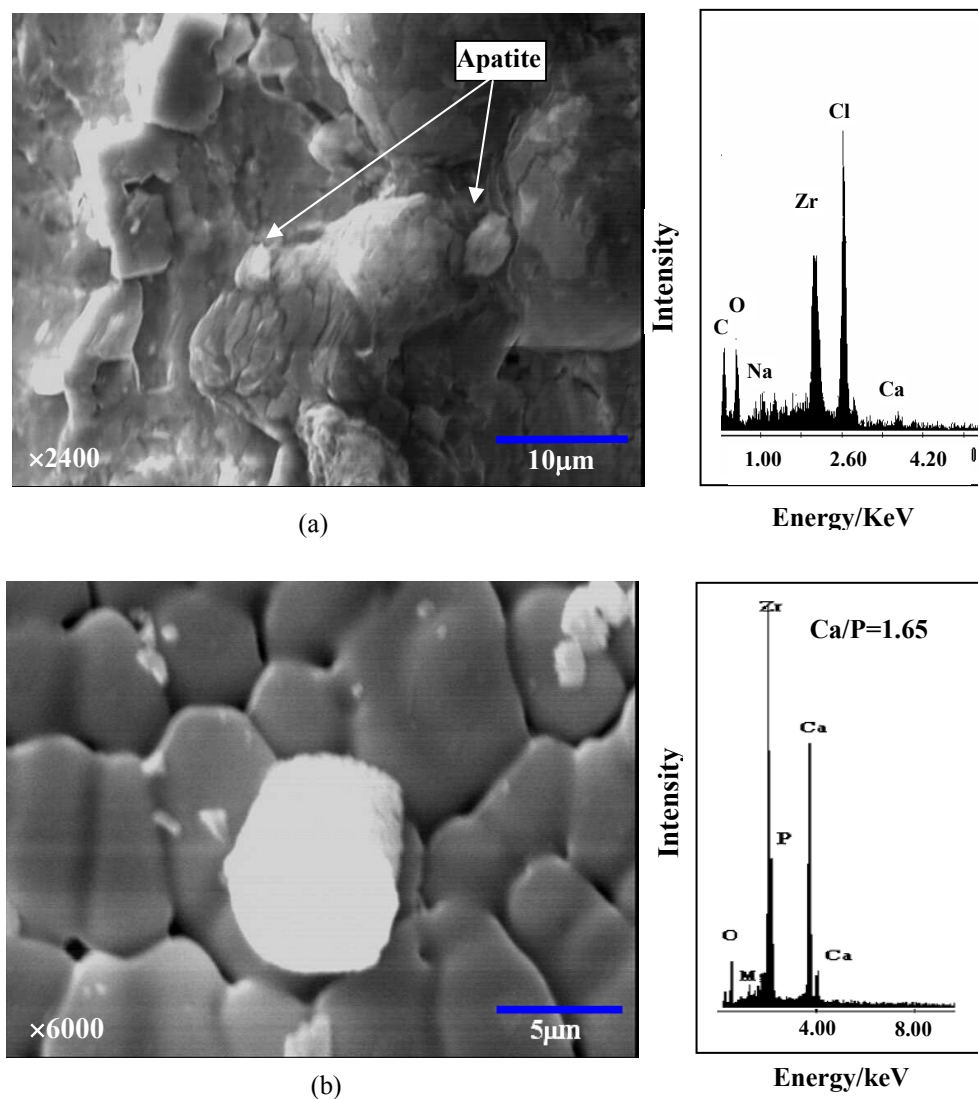 Apatite
×2400
10μm
Intensity
Cl
Zr
C
O
Na
Ca
1.00 2.60 4.20
Energy/KeV
(a)
×6000
5μm
Intensity
Zr
Ca/P=1.65
Ca
P
O
Ca
4.00 8.00
Energy/keV
(b)